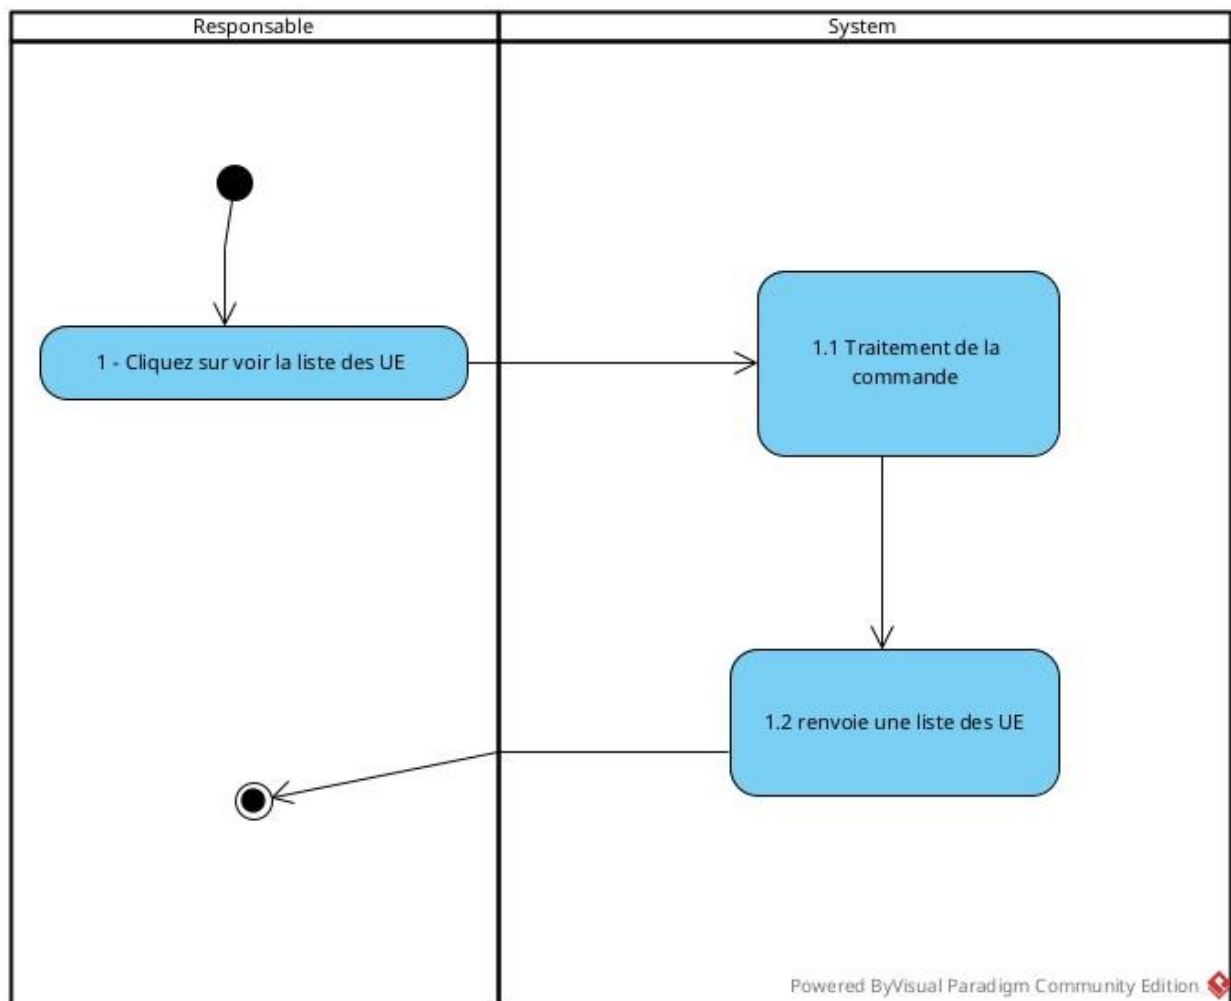 Responsable
System
1 - Cliquez sur voir la liste des UE
1.1 Traitement de la
commande
1.2 renvoie une liste des UE
Powered ByVisual Paradigm Community Edition